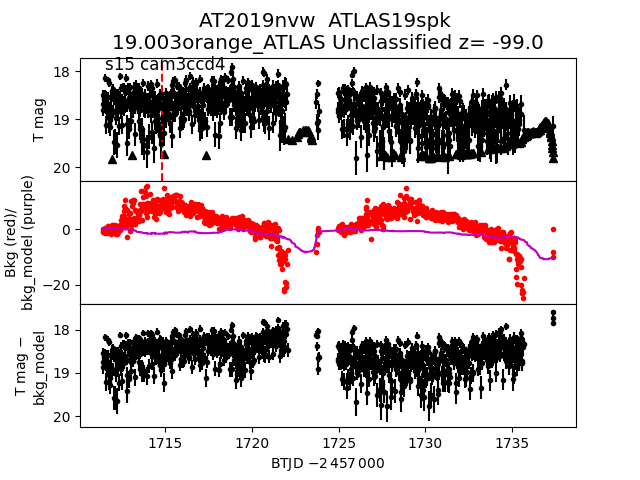 AT2019nvw  ATLAS19spk
19.003orange_ATLAS Unclassified z= -99.0
s15 cam3ccd4
18
19
20
T mag
0
−20
Bkg (red)/
bkg_model (purple)
18
19
20
T mag −
bkg_model
1715
1720
1725
1730
1735
BTJD −2 457 000